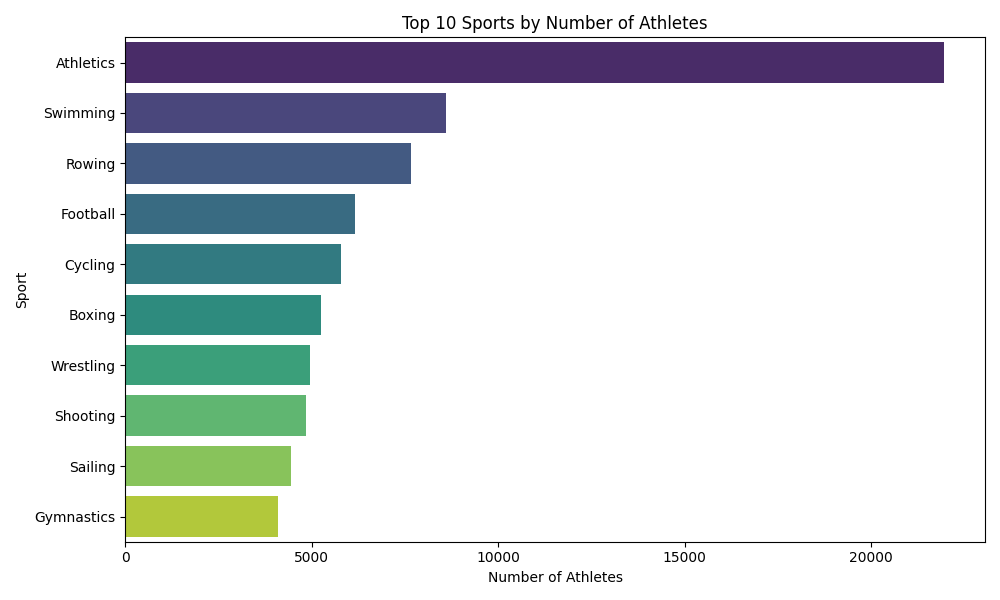 Top 10 Sports by Number of Athletes
Athletics
Swimming
Rowing
Football
Cycling
Boxing
Wrestling
Shooting
Sailing
Gymnastics
Sport
0 5000 10000 15000 20000
Number of Athletes